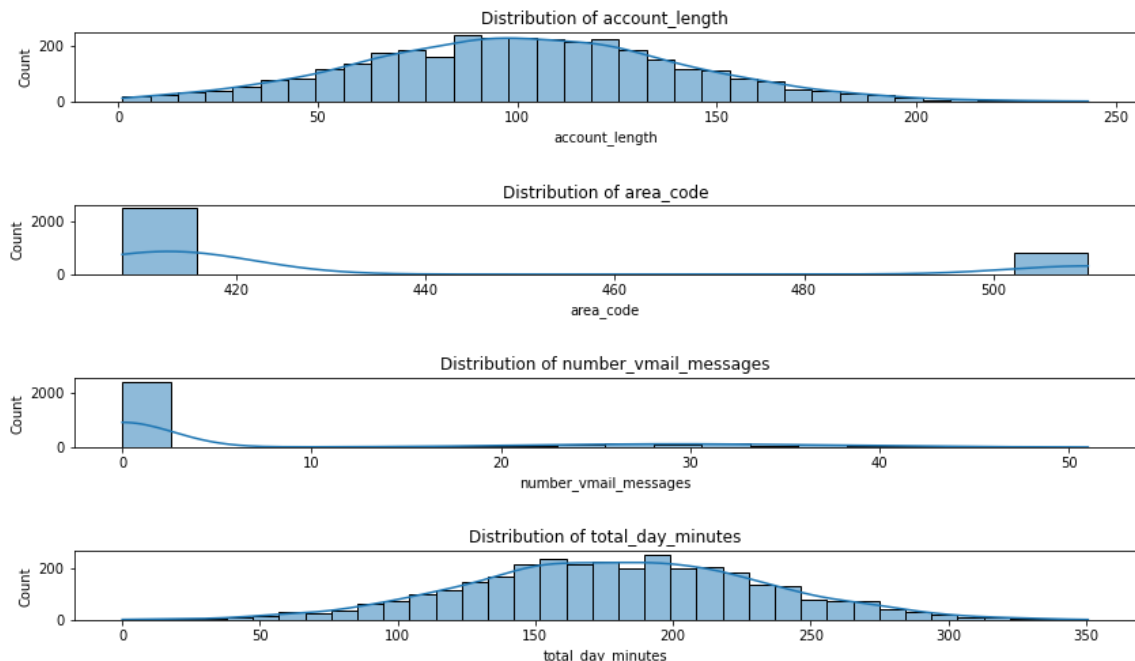 Distribution of account_length
200
0
Count
0 50 100 150 200 250
account_length
Distribution of area_code
2000
0
Count
420 440 460 480 500
area_code
Distribution of number_vmail_messages
2000
0
Count
0 10 20 30 40 50
number_vmail_messages
Distribution of total_day_minutes
200
0
Count
0 50 100 150 200 250 300 350
total_day_minutes